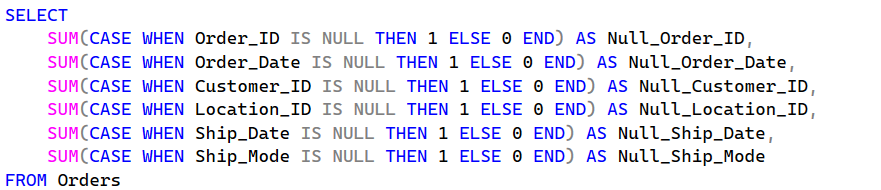 SELECT
    SUM(CASE WHEN Order_ID IS NULL THEN 1 ELSE 0 END) AS Null_Order_ID,
    SUM(CASE WHEN Order_Date IS NULL THEN 1 ELSE 0 END) AS Null_Order_Date,
    SUM(CASE WHEN Customer_ID IS NULL THEN 1 ELSE 0 END) AS Null_Customer_ID,
    SUM(CASE WHEN Location_ID IS NULL THEN 1 ELSE 0 END) AS Null_Location_ID,
    SUM(CASE WHEN Ship_Date IS NULL THEN 1 ELSE 0 END) AS Null_Ship_Date,
    SUM(CASE WHEN Ship_Mode IS NULL THEN 1 ELSE 0 END) AS Null_Ship_Mode
FROM Orders